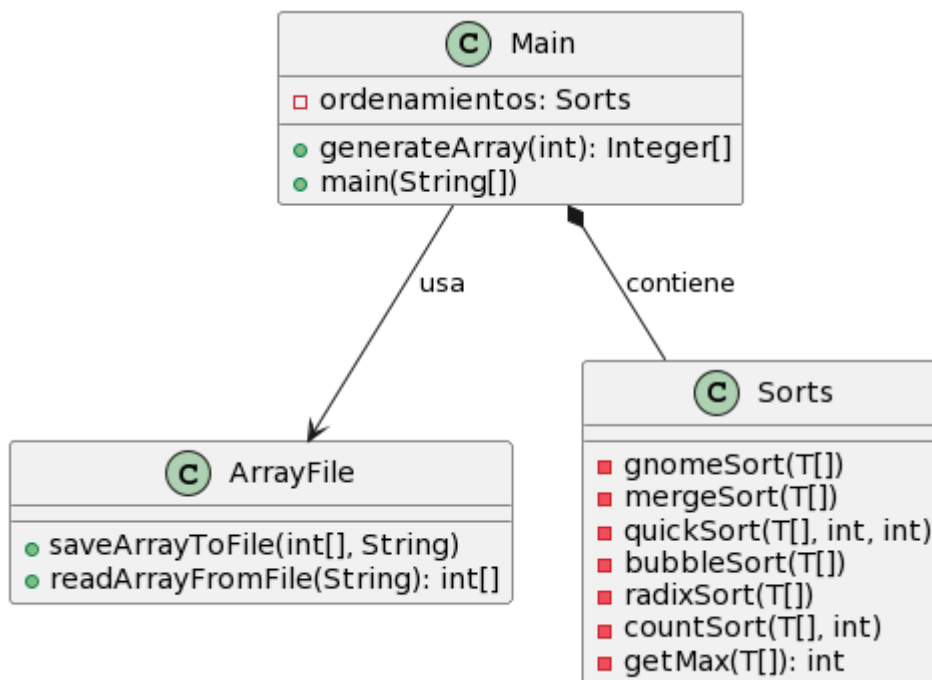 C Main
ordenamientos: Sorts
generateArray(int): Integer[]
main(String[])
usa
contiene
C Sorts
gnomeSort(T[])
mergeSort(T[])
quickSort(T[], int, int)
bubbleSort(T[])
radixSort(T[])
countSort(T[], int)
getMax(T[]): int
C ArrayFile
saveArrayToFile(int[], String)
readArrayFromFile(String): int[]